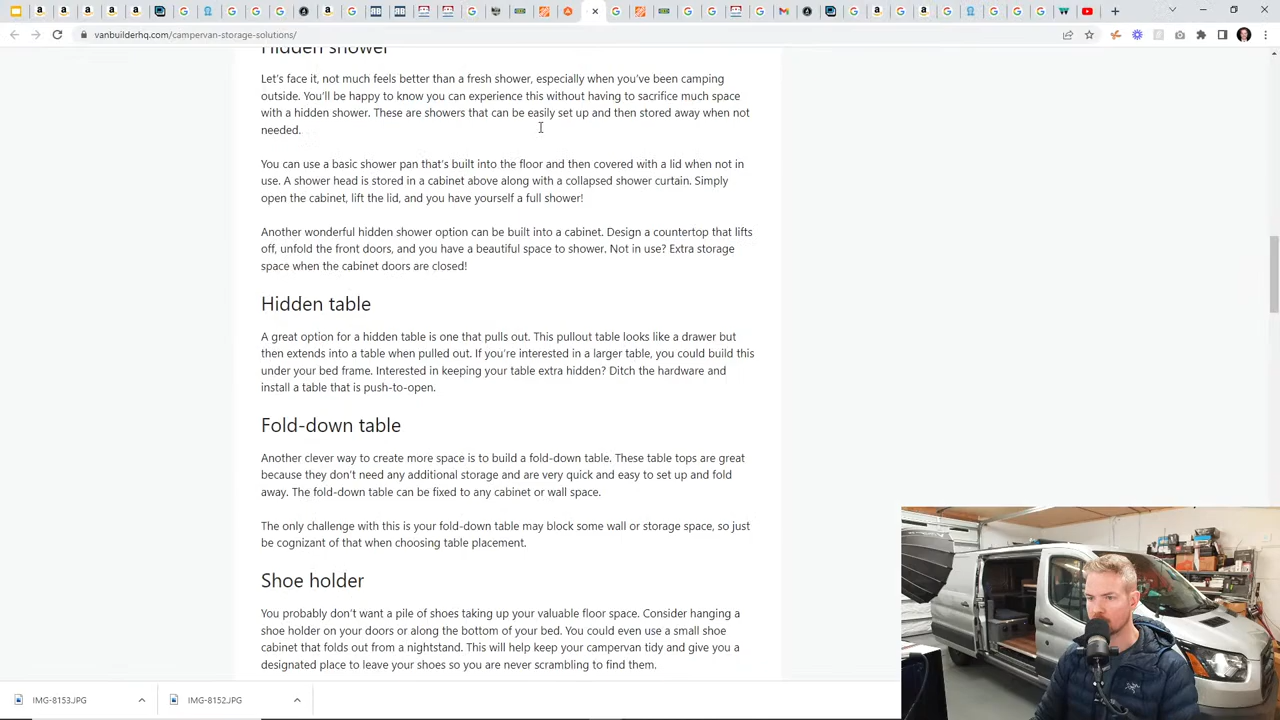 vanbuilderhq.com/campervan-storage-solutions/
Hidden shower
Let's face it, not much feels better than a fresh shower, especially when you've been camping
outside. You'll be happy to know you can experience this without having to sacrifice much space
with a hidden shower. These are showers that can be easily set up and then stored away when not
needed.
You can use a basic shower pan that's built into the floor and then covered with a lid when not in
use. A shower head is stored in a cabinet above along with a collapsed shower curtain. Simply
open the cabinet, lift the lid, and you have yourself a full shower!
Another wonderful hidden shower option can be built into a cabinet. Design a countertop that lifts
off, unfold the front doors, and you have a beautiful space to shower. Not in use? Extra storage
space when the cabinet doors are closed!
Hidden table
A great option for a hidden table is one that pulls out. This pullout table looks like a drawer but
then extends into a table when pulled out. If you're interested in a larger table, you could build this
under your bed frame. Interested in keeping your table extra hidden? Ditch the hardware and
install a table that is push-to-open.
Fold-down table
Another clever way to create more space is to build a fold-down table. These table tops are great
because they don't need any additional storage and are very quick and easy to set up and fold
away. The fold-down table can be fixed to any cabinet or wall space.
The only challenge with this is your fold-down table may block some wall or storage space, so just
be cognizant of that when choosing table placement.
Shoe holder
You probably don't want a pile of shoes taking up your valuable floor space. Consider hanging a
shoe holder on your doors or along the bottom of your bed. You could even use a small shoe
cabinet that folds out from a nightstand. This will help keep your campervan tidy and give you a
designated place to leave your shoes so you are never scrambling to find them.
IMG-8153.JPG
IMG-8152.JPG